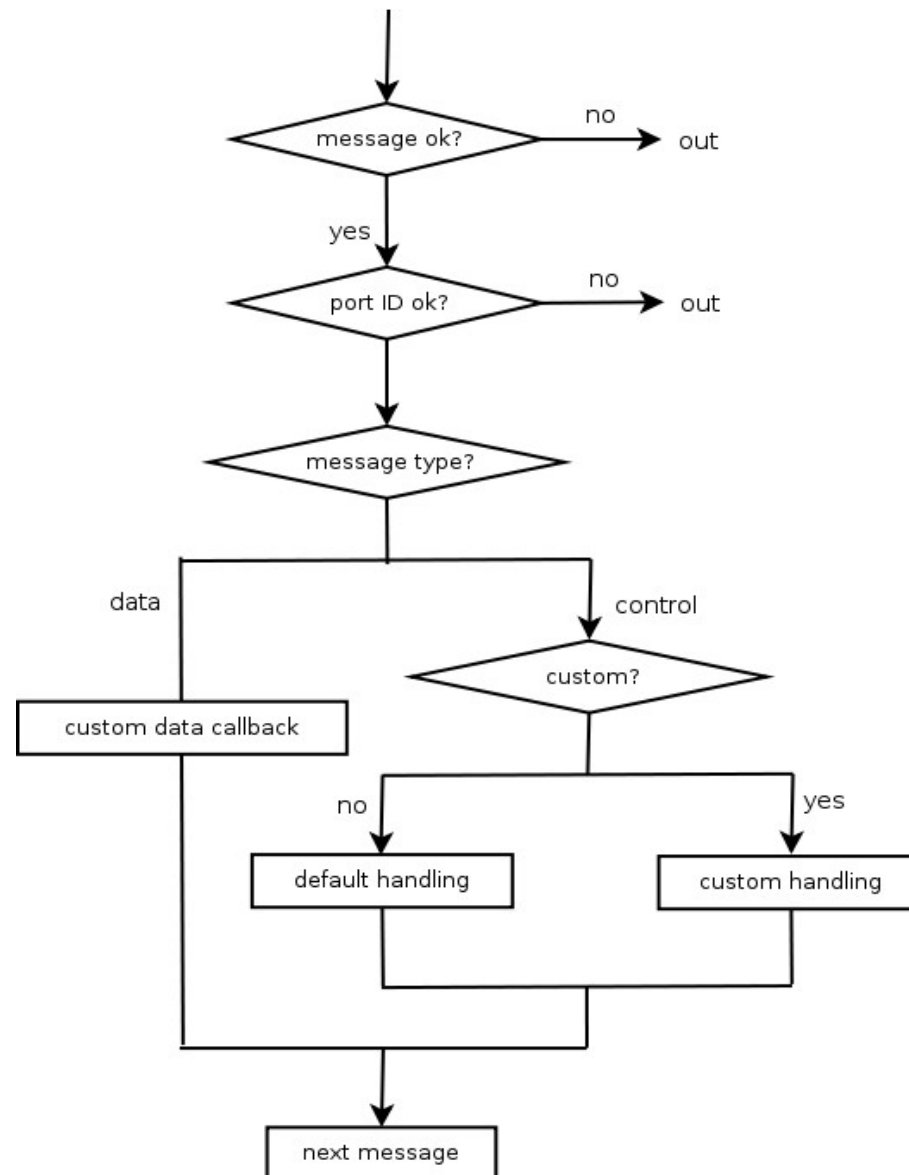 message ok?
no
out
yes
port ID ok?
no
out
message type?
data
control
custom?
custom data callback
no
yes
default handling
custom handling
next message